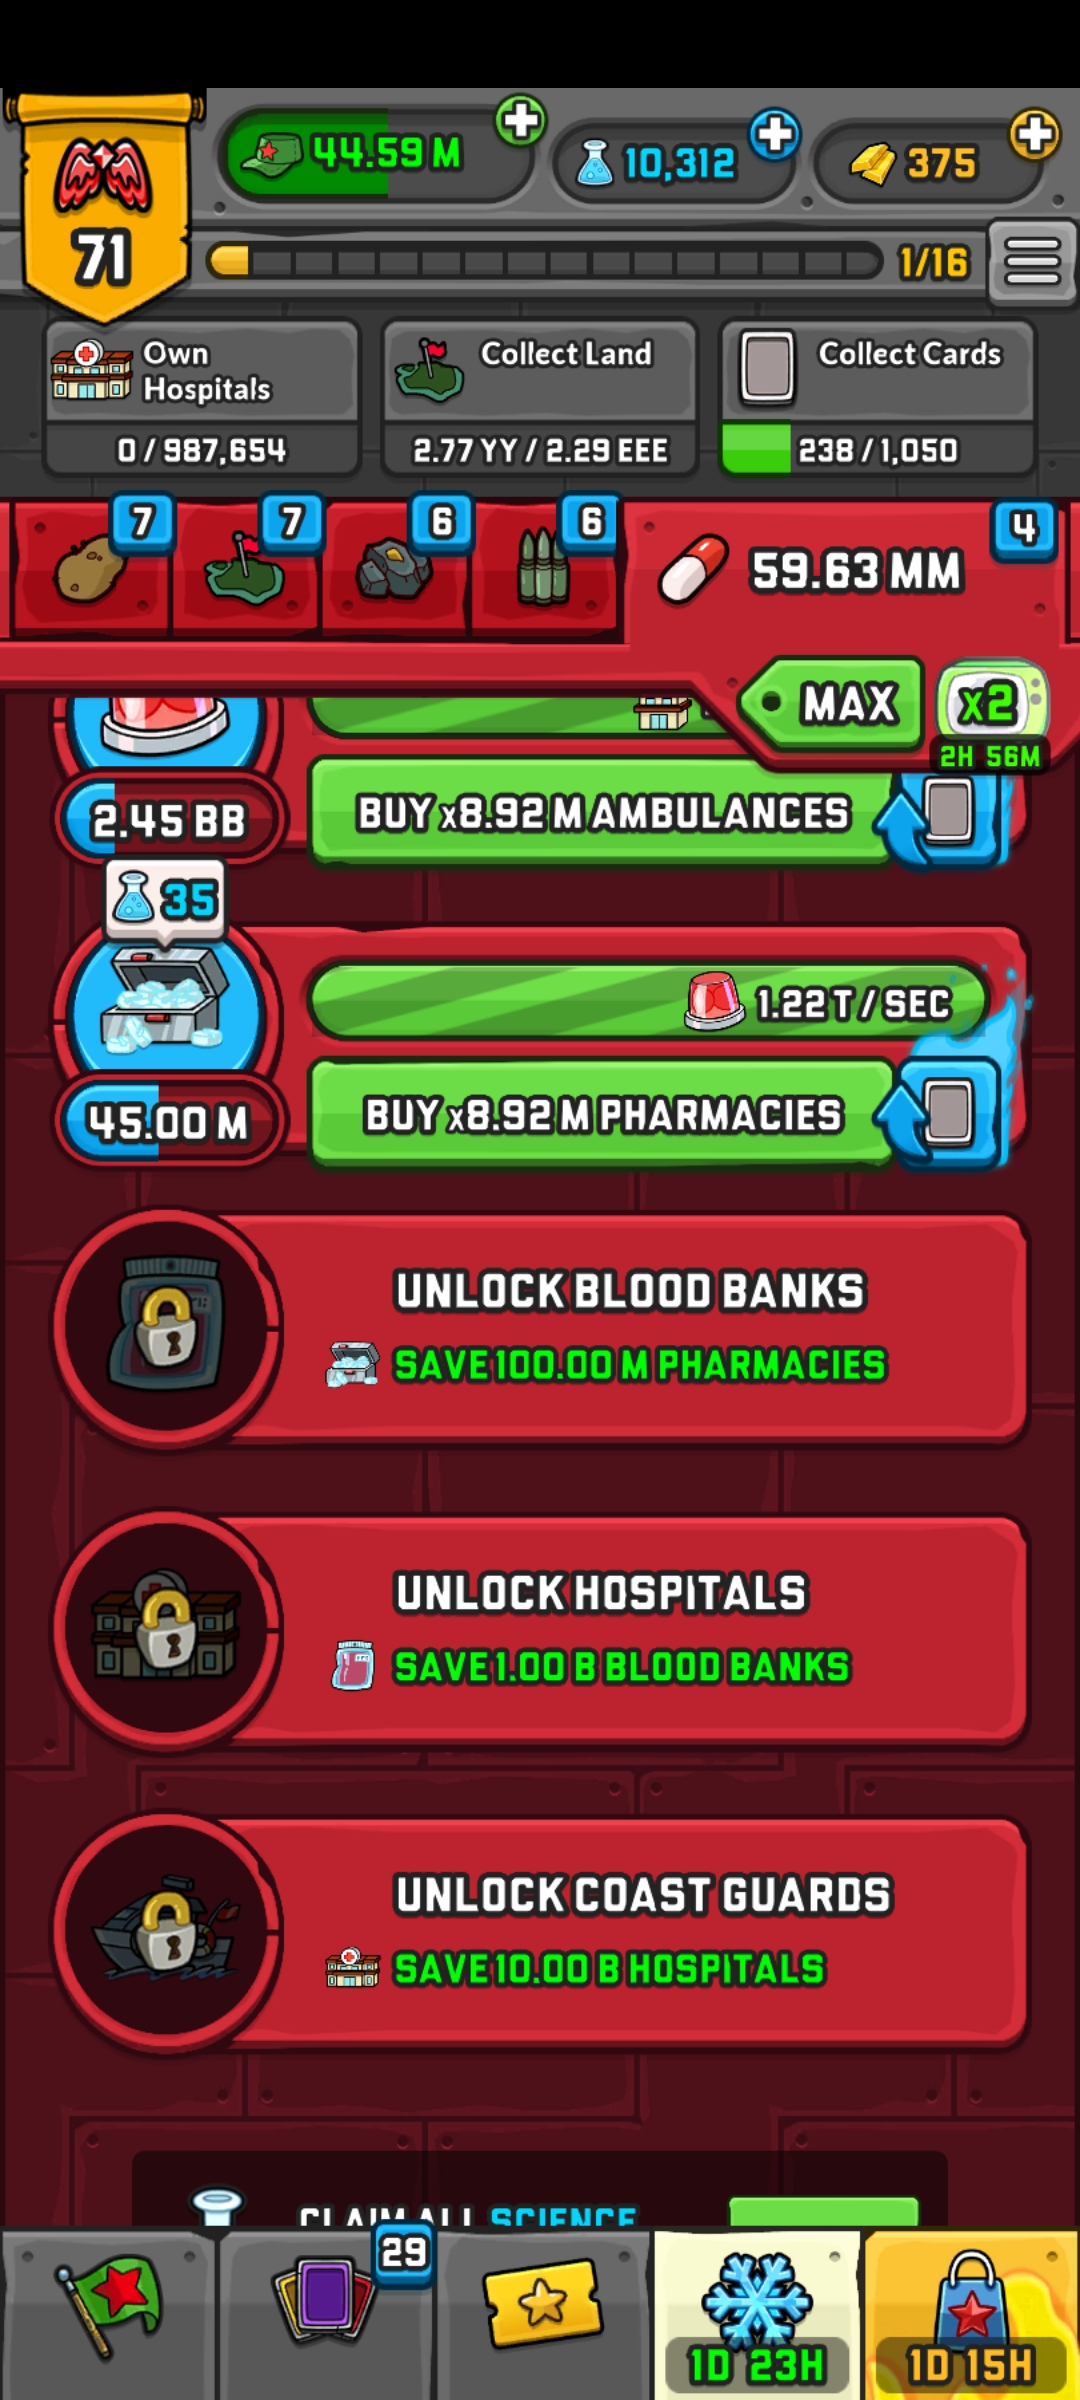 44.59 M
10,312
375
71
1/16
Own
Hospitals
Collect Land
Collect Cards
0 / 987,654
2.77 YY / 2.29 EEE
238 / 1,050
7
7
6
6
4
59.63 MM
MAX
x2
2H 56M
2.45 BB
BUY x8.92 M AMBULANCES
35
1.22 T / SEC
45.00 M
BUY x8.92 M PHARMACIES
UNLOCK BLOOD BANKS
SAVE 100.00 M PHARMACIES
UNLOCK HOSPITALS
SAVE 1.00 B BLOOD BANKS
UNLOCK COAST GUARDS
SAVE 10.00 B HOSPITALS
CLAIM ALL SCIENCE
29
1D 23H
1D 15H